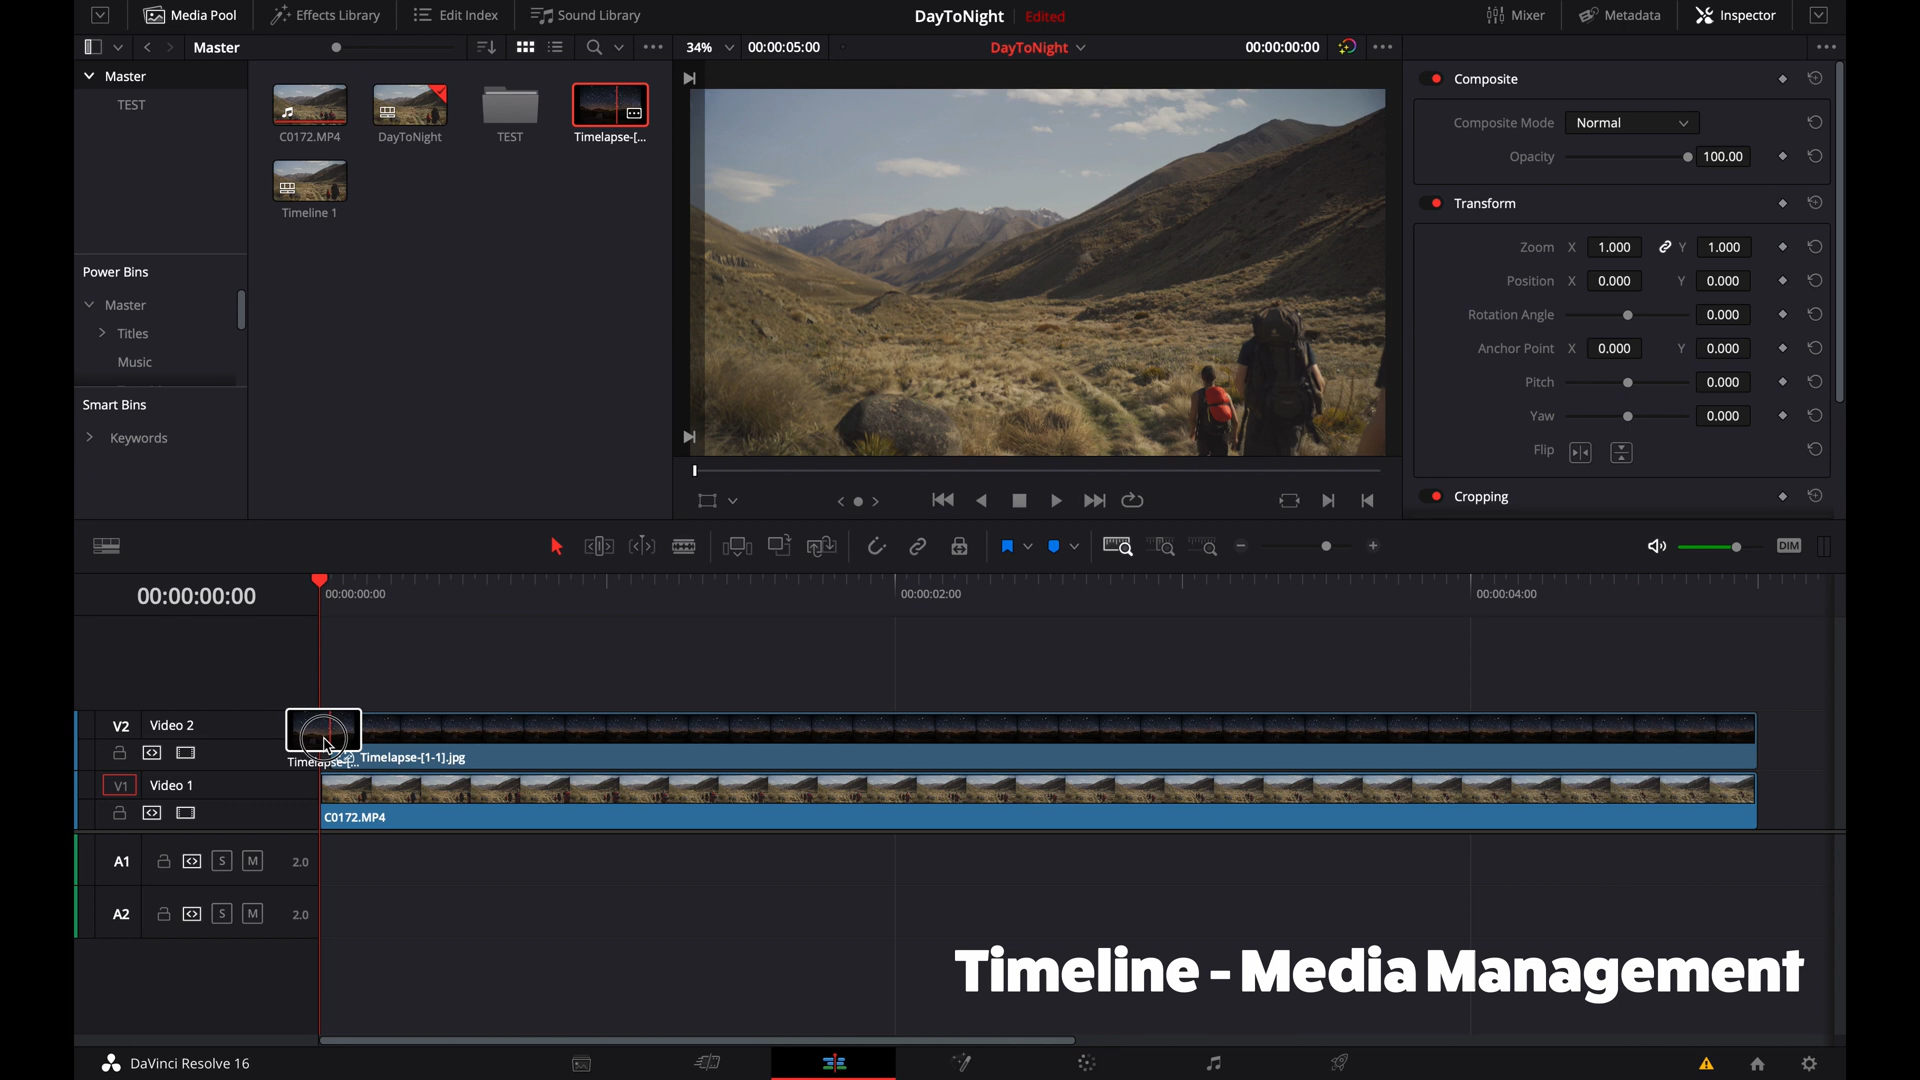 Media Pool
Effects Library
Edit Index
Sound Library
DayToNight
Edited
Mixer
Metadata
Inspector
Master
34%
00:00:05:00
DayToNight
00:00:00:00
Master
TEST
C0172.MP4
DayToNight
TEST
Timelapse-[...
Timeline 1
Power Bins
Master
Titles
Music
Smart Bins
Keywords
Composite
Composite Mode
Normal
Opacity
100.00
Transform
Zoom X 1.000 Y 1.000
Position X 0.000 Y 0.000
Rotation Angle 0.000
Anchor Point X 0.000 Y 0.000
Pitch 0.000
Yaw 0.000
Flip
Cropping
DIM
00:00:00:00
00:00:00:00
00:00:02:00
00:00:04:00
V2 Video 2
Timelapse-[...
Timelapse-[1-1].jpg
V1 Video 1
C0172.MP4
A1 S M 2.0
A2 S M 2.0
Timeline - Media Management
DaVinci Resolve 16